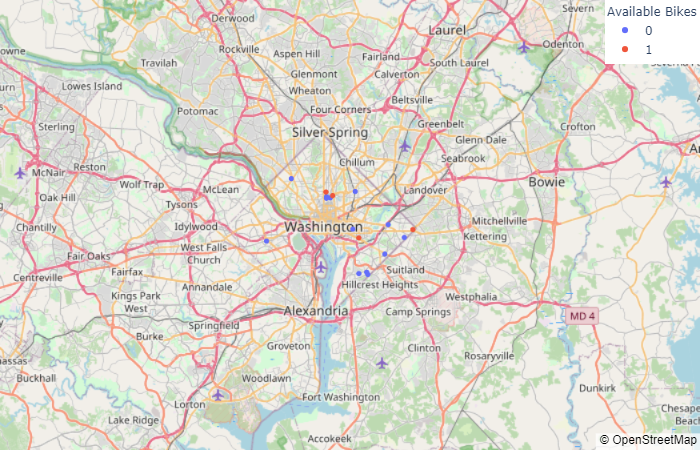 Available Bikes
0
1
Derwood
Laurel
Severn
Rockville
Aspen Hill
Fairland
Odenton
Travilah
Glenmont
Calverton
South Laurel
Lowes Island
Wheaton
Beltsville
Potomac
Four Corners
Sterling
Silver Spring
Greenbelt
Crofton
Glenn Dale
Chillum
Seabrook
McNair
Reston
Wolf Trap
McLean
Landover
Bowie
Oak Hill
Tysons
Chantilly
Idylwood
Washington
Mitchellville
West Falls
Church
Kettering
Fair Oaks
Centreville
Fairfax
Suitland
Annandale
Hillcrest Heights
Kings Park
West
Westphalia
Alexandria
Camp Springs
MD 4
Springfield
Burke
Groveton
Clinton
Rosaryville
Buckhall
Woodlawn
Dunkirk
Lorton
Fort Washington
Lake Ridge
Chesape
Beach
Accokeek
© OpenStreetMap